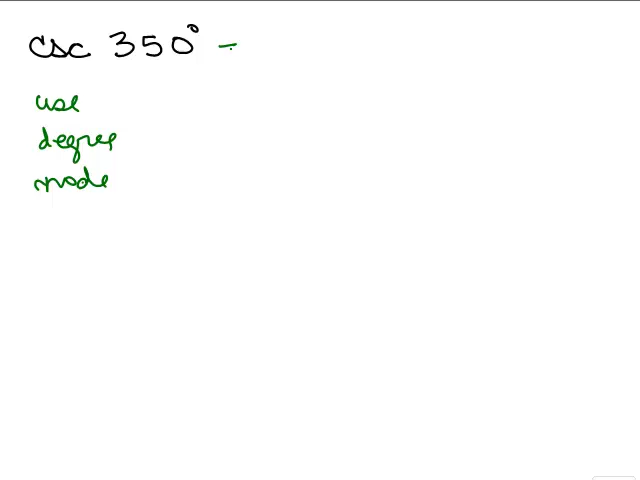 csc 350° =
use
degree
mode